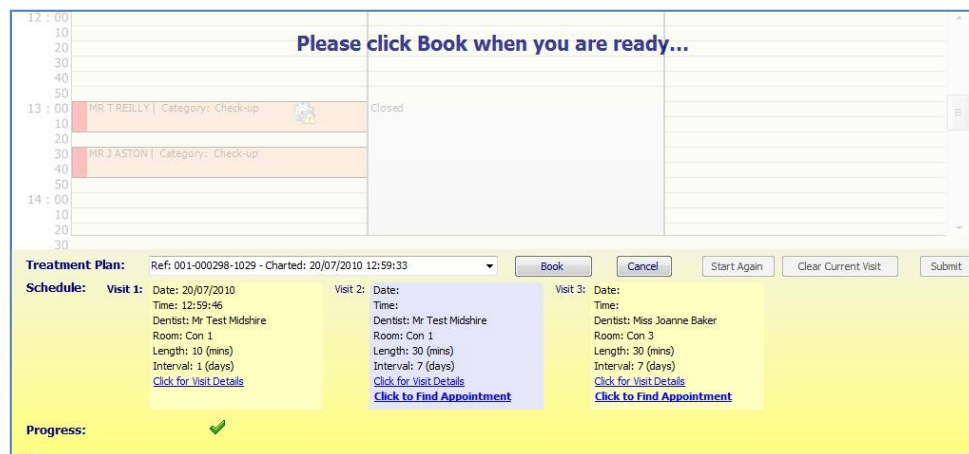 12 : 00
10
20
Please click Book when you are ready...
30
40
50
13 : 00 MR T REILLY | Category: Check-up Closed
10
20
30 MR J ASTON | Category: Check-up
40
50
14 : 00
10
20
30
Treatment Plan: Ref: 001-000298-1029 - Charted: 20/07/2010 12:59:33 Book Cancel Start Again Clear Current Visit Submit
Schedule: Visit 1: Date: 20/07/2010 Visit 2: Date: Visit 3: Date:
Time: 12:59:46 Time: Time:
Dentist: Mr Test Midshire Dentist: Mr Test Midshire Dentist: Miss Joanne Baker
Room: Con 1 Room: Con 1 Room: Con 3
Length: 10 (mins) Length: 30 (mins) Length: 30 (mins)
Interval: 1 (days) Interval: 7 (days) Interval: 7 (days)
Click for Visit Details Click for Visit Details Click for Visit Details
Click to Find Appointment Click to Find Appointment
Progress: